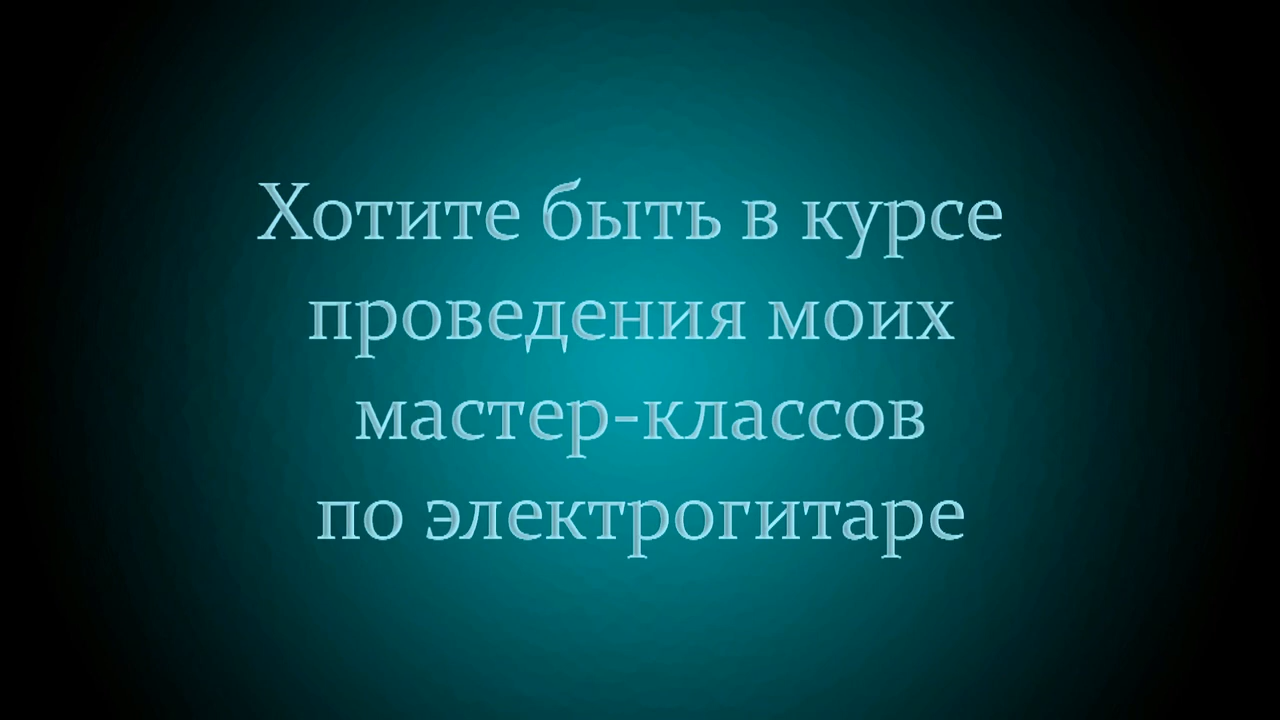 Хотите быть в курсе
проведения моих
мастер-классов
по электрогитаре